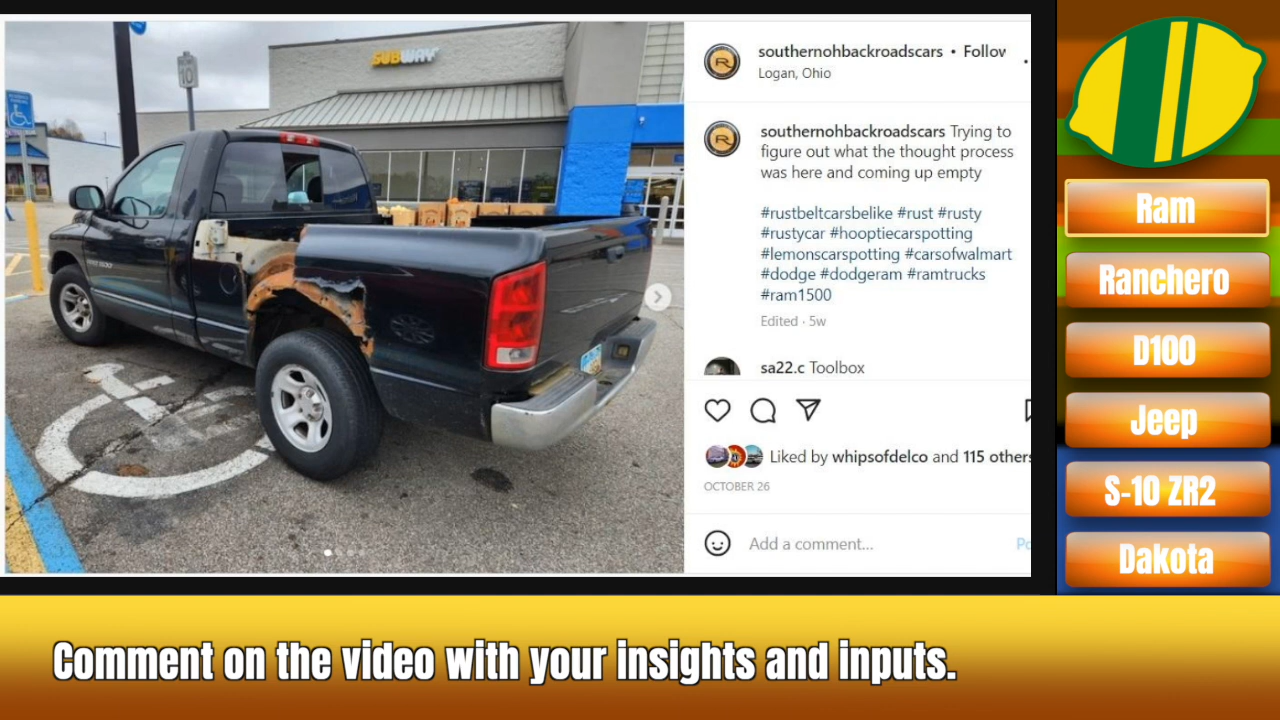 SUBWAY
10
southernohbackroadscars • Follow
Logan, Ohio
southernohbackroadscars Trying to
figure out what the thought process
was here and coming up empty
#rustbeltcarsbelike #rust #rusty
#rustycar #hooptiecarspotting
#lemonscarspotting #carsofwalmart
#dodge #dodgeram #ramtrucks
#ram1500
Edited · 5w
sa22.c Toolbox
Liked by whipsofdelco and 115 others
OCTOBER 26
Add a comment...
Po
Ram
Ranchero
D100
Jeep
S-10 ZR2
Dakota
Comment on the video with your insights and inputs.